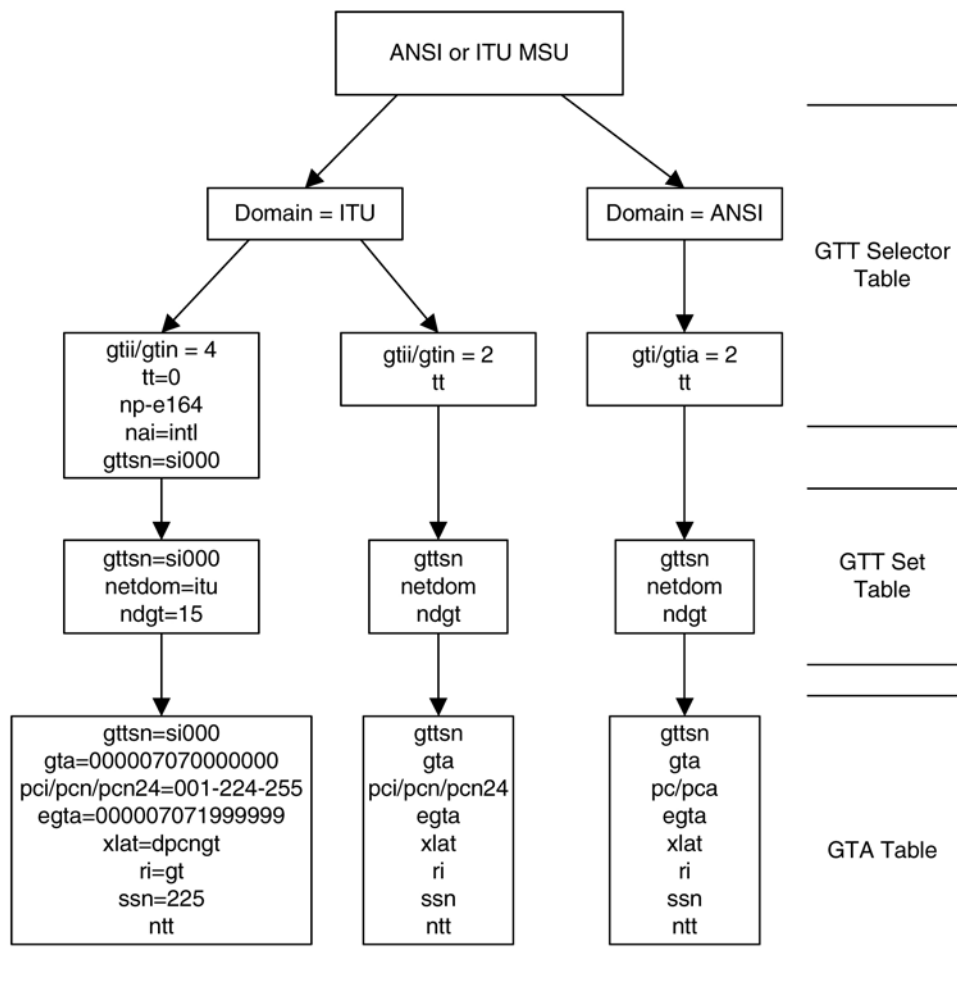 ANSI or ITU MSU
Domain = ITU
Domain = ANSI
GTT Selector
Table
gtii/gtin = 4
tt=0
np-e164
nai=intl
gttsn=si000
gtii/gtin = 2
tt
gti/gtia = 2
tt
gttsn=si000
netdom=itu
ndgt=15
gttsn
netdom
ndgt
gttsn
netdom
ndgt
GTT Set
Table
gttsn=si000
gta=000007070000000
pci/pcn/pcn24=001-224-255
egta=000007071999999
xlat=dpcngt
ri=gt
ssn=225
ntt
gttsn
gta
pci/pcn/pcn24
egta
xlat
ri
ssn
ntt
gttsn
gta
pc/pca
egta
xlat
ri
ssn
ntt
GTA Table